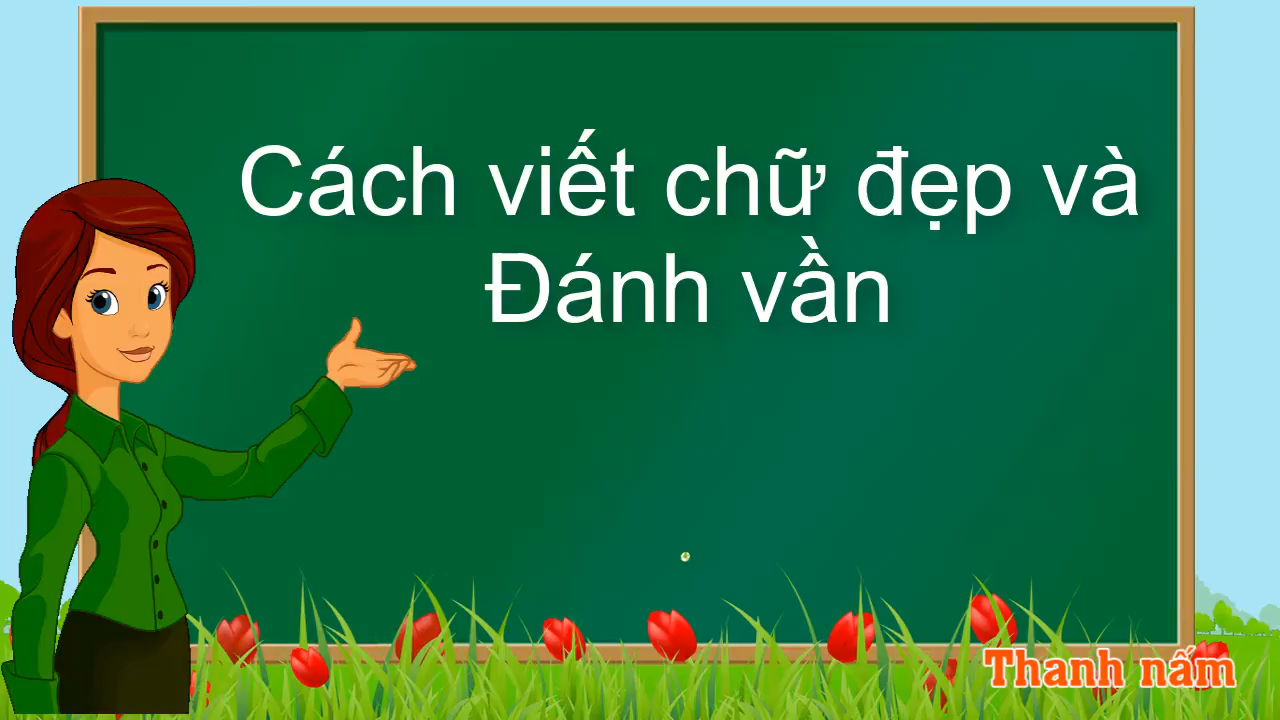 Cách viết chữ đẹp và
Đánh vần
Thanh nấm